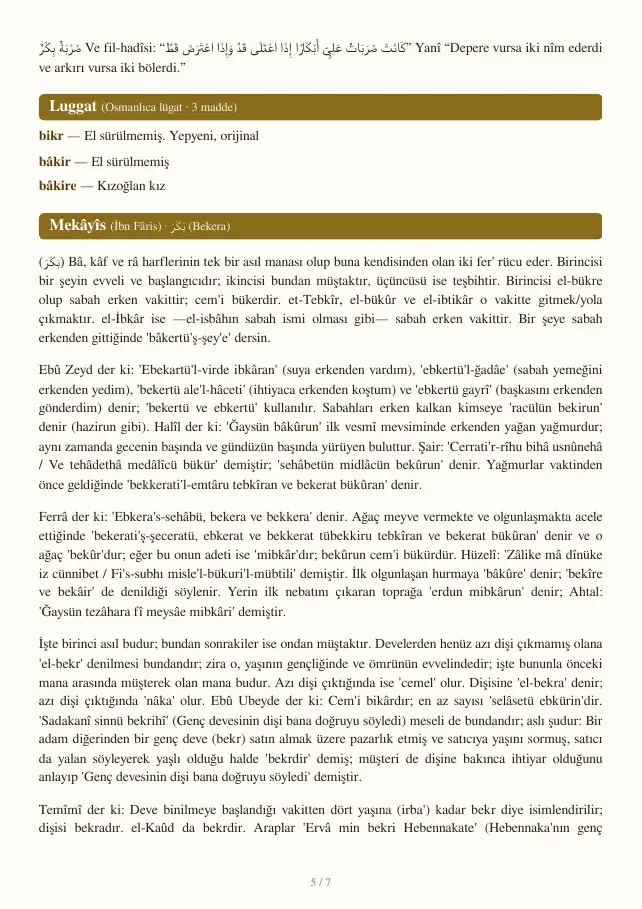 ضَرْبَةٌ بِكْرٌ Ve fil-hadîsi: “كَانَتْ ضَرَبَاتُ عَلِيٍّ أَبْكَارًا إِذَا اعْتَلَى قَدَّ وَإِذَا اعْتَرَضَ قَطَّ” Yanî “Depere vursa iki nîm ederdi
ve arkırı vursa iki bölerdi.”
Luggat (Osmanlıca lügat · 3 madde)
bikr — El sürülmemiş. Yepyeni, orijinal
bâkir — El sürülmemiş
bâkire — Kızoğlan kız
Mekâyîs (İbn Fâris) · بَكَرَ (Bekera)
(بَكَرَ) Bâ, kâf ve râ harflerinin tek bir asıl manası olup buna kendisinden olan iki fer' rücu eder. Birincisi
bir şeyin evveli ve başlangıcıdır; ikincisi bundan müştaktır, üçüncüsü ise teşbihtir. Birincisi el-bükre
olup sabah erken vakittir; cem'i bükerdir. et-Tebkîr, el-bükûr ve el-ibtikâr o vakitte gitmek/yola
çıkmaktır. el-İbkâr ise —el-isbâhın sabah ismi olması gibi— sabah erken vakittir. Bir şeye sabah
erkenden gittiğinde 'bâkertü'ş-şey'e' dersin.
Ebû Zeyd der ki: 'Ebekartü'l-virde ibkâran' (suya erkenden vardım), 'ebkertü'l-ğadâe' (sabah yemeğini
erkenden yedim), 'bekertü ale'l-hâceti' (ihtiyaca erkenden koştum) ve 'ebkertü gayrî' (başkasını erkenden
gönderdim) denir; 'bekertü ve ebkertü' kullanılır. Sabahları erken kalkan kimseye 'racülün bekirun'
denir (hazirun gibi). Halîl der ki: 'Ğaysün bâkûrun' ilk vesmî mevsiminde erkenden yağan yağmurdur;
aynı zamanda gecenin başında ve gündüzün başında yürüyen buluttur. Şair: 'Cerrati'r-rîhu bihâ usnûnehâ
/ Ve tehâdethâ medâlîcü bükür' demiştir; 'sehâbetün midlâcün bekûrun' denir. Yağmurlar vaktinden
önce geldiğinde 'bekkerati'l-emtâru tebkîran ve bekerat bükûran' denir.
Ferrâ der ki: 'Ebkera's-sehâbü, bekera ve bekkera' denir. Ağaç meyve vermekte ve olgunlaşmakta acele
ettiğinde 'bekerati'ş-şeceratü, ebkerat ve bekkerat tübekkiru tebkîran ve bekerat bükûran' denir ve o
ağaç 'bekûr'dur; eğer bu onun adeti ise 'mibkâr'dır; bekûrun cem'i bükürdür. Hüzelî: 'Zâlike mâ dînüke
iz cünnibet / Fi's-subhı misle'l-bükuri'l-mübtili' demiştir. İlk olgunlaşan hurmaya 'bâkûre' denir; 'bekîre
ve bekâir' de denildiği söylenir. Yerin ilk nebatını çıkaran toprağa 'erdun mibkârun' denir; Ahtal:
'Ğaysün tezâhara fî meysâe mibkâri' demiştir.
İşte birinci asıl budur; bundan sonrakiler ise ondan müştaktır. Develerden henüz azı dişi çıkmamış olana
'el-bekr' denilmesi bundandır; zira o, yaşının gençliğinde ve ömrünün evvelindedir; işte bununla önceki
mana arasında müşterek olan mana budur. Azı dişi çıktığında ise 'cemel' olur. Dişisine 'el-bekra' denir;
azı dişi çıktığında 'nâka' olur. Ebû Ubeyde der ki: Cem'i bikârdır; en az sayısı 'selâsetü ebkürin'dir.
'Sadakanî sinnü bekrihî' (Genç devesinin dişi bana doğruyu söyledi) meseli de bundandır; aslı şudur: Bir
adam diğerinden bir genç deve (bekr) satın almak üzere pazarlık etmiş ve satıcıya yaşını sormuş, satıcı
da yalan söyleyerek yaşlı olduğu halde 'bekrdir' demiş; müşteri de dişine bakınca ihtiyar olduğunu
anlayıp 'Genç devesinin dişi bana doğruyu söyledi' demiştir.
Temîmî der ki: Deve binilmeye başlandığı vakitten dört yaşına (irba') kadar bekr diye isimlendirilir;
dişisi bekradır. el-Kaûd da bekrdir. Araplar 'Ervâ min bekri Hebennakate' (Hebennaka'nın genç
5 / 7